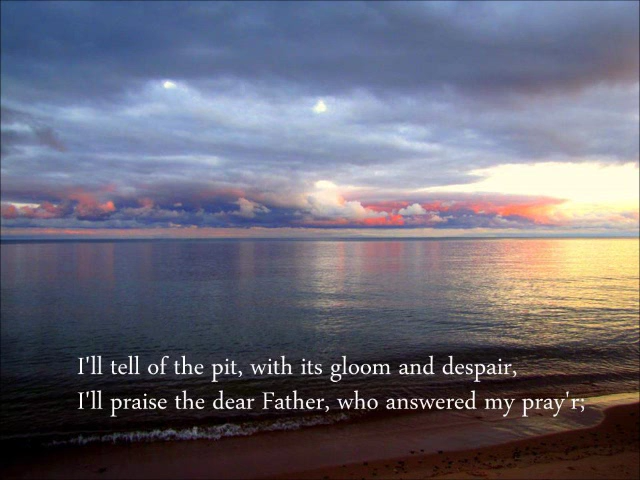 I'll tell of the pit, with its gloom and despair,
I'll praise the dear Father, who answered my pray'r;